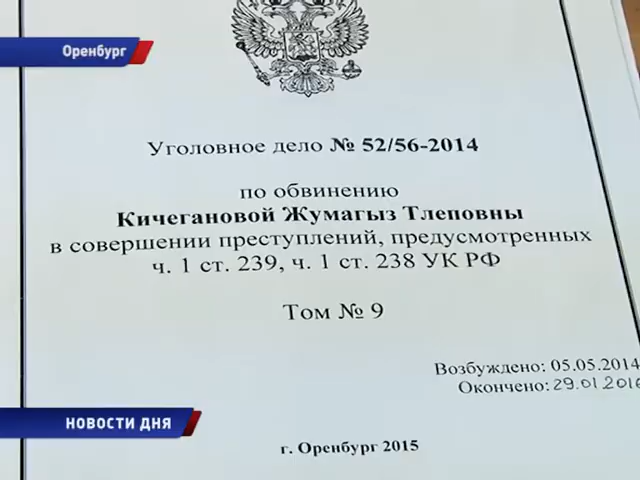 Оренбург
Уголовное дело № 52/56-2014
по обвинению
Кичегановой Жумагыз Тлеповны
в совершении преступлений, предусмотренных
ч. 1 ст. 239, ч. 1 ст. 238 УК РФ
Том № 9
Возбуждено: 05.05.2014
Окончено: 29.01.2016
НОВОСТИ ДНЯ
г. Оренбург 2015